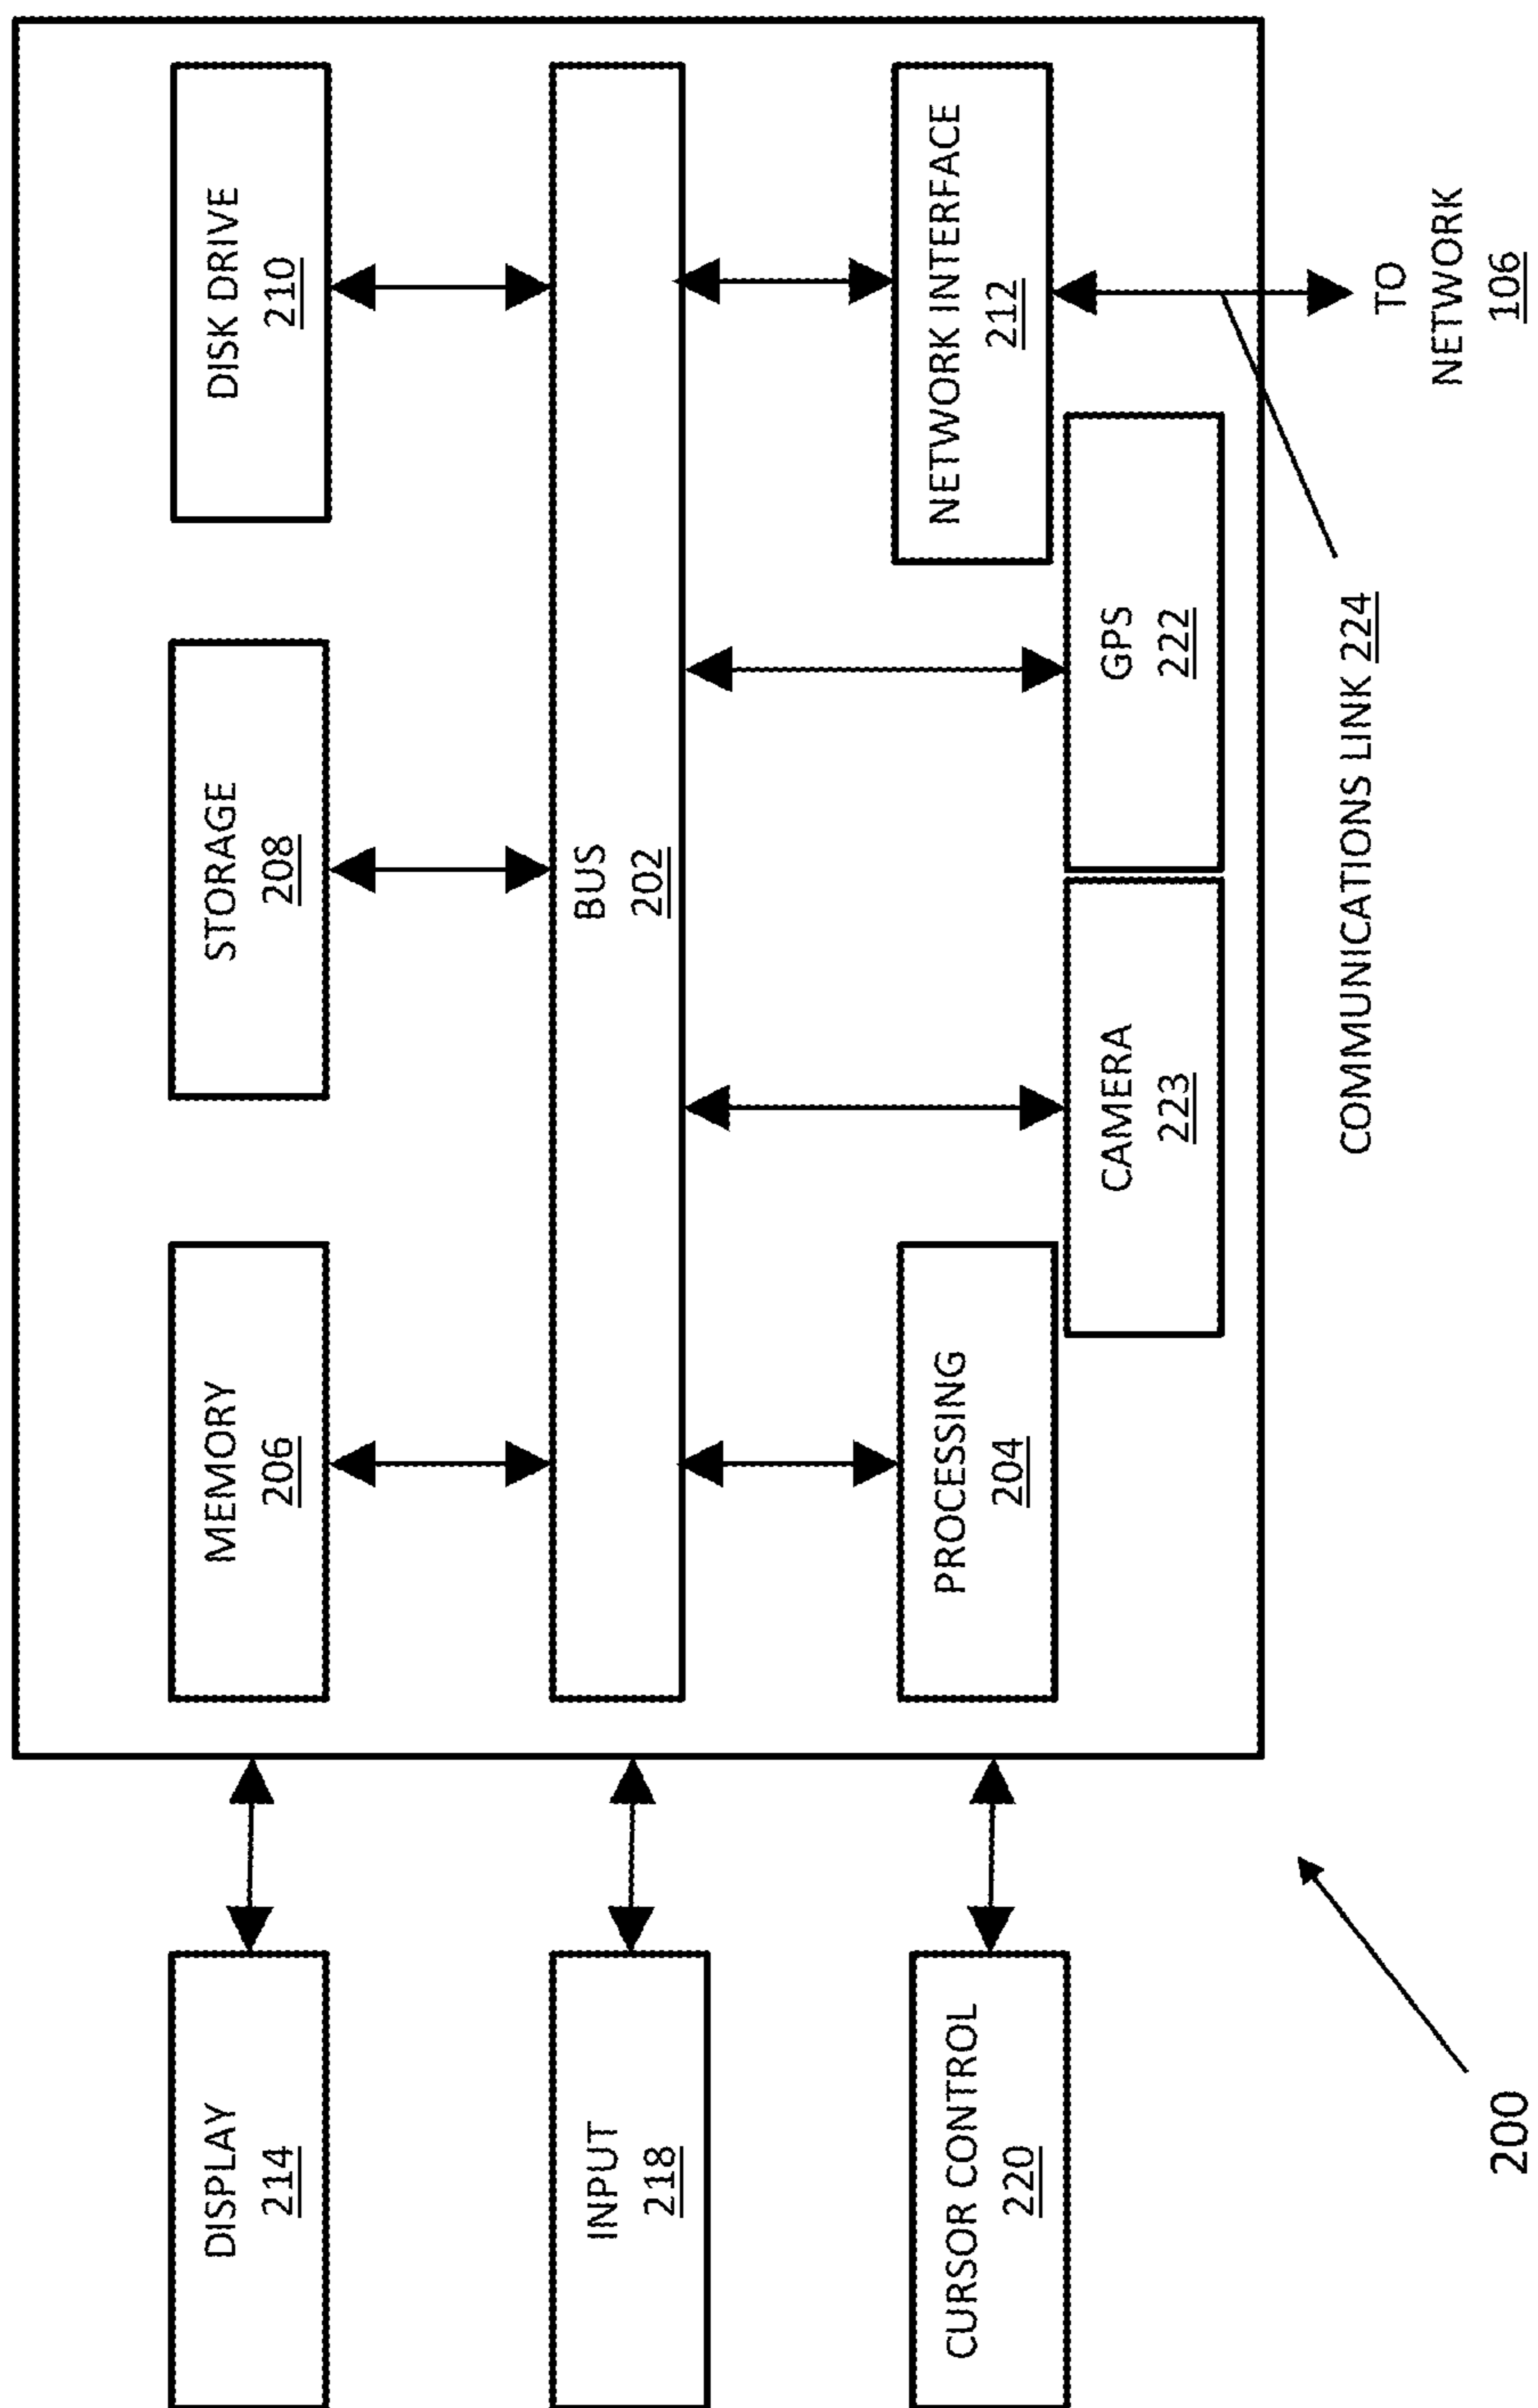 DISPLAY
214
MEMORY
206
STORAGE
208
DISK DRIVE
210
INPUT
218
BUS
202
CURSOR CONTROL
220
PROCESSING
204
NETWORK INTERFACE
212
CAMERA
223
GPS
222
COMMUNICATIONS LINK 224
TO
NETWORK
106
200